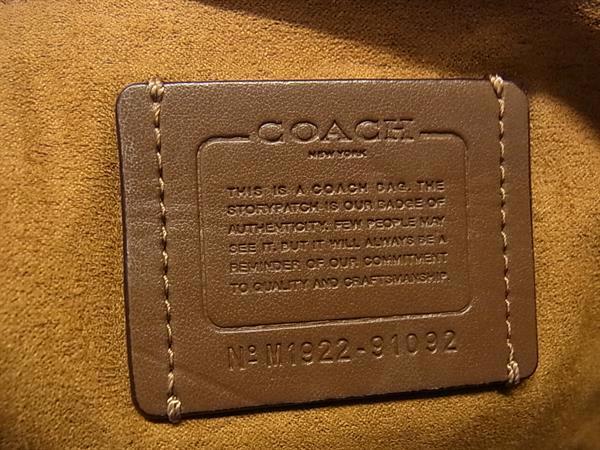 COACH
NEW YORK
THIS IS A COACH BAG. THE
STORYPATCH IS OUR BADGE OF
AUTHENTICITY. FEW PEOPLE MAY
SEE IT, BUT IT WILL ALWAYS BE A
REMINDER OF OUR COMMITMENT
TO QUALITY AND CRAFTSMANSHIP.
Nº M1922-91092